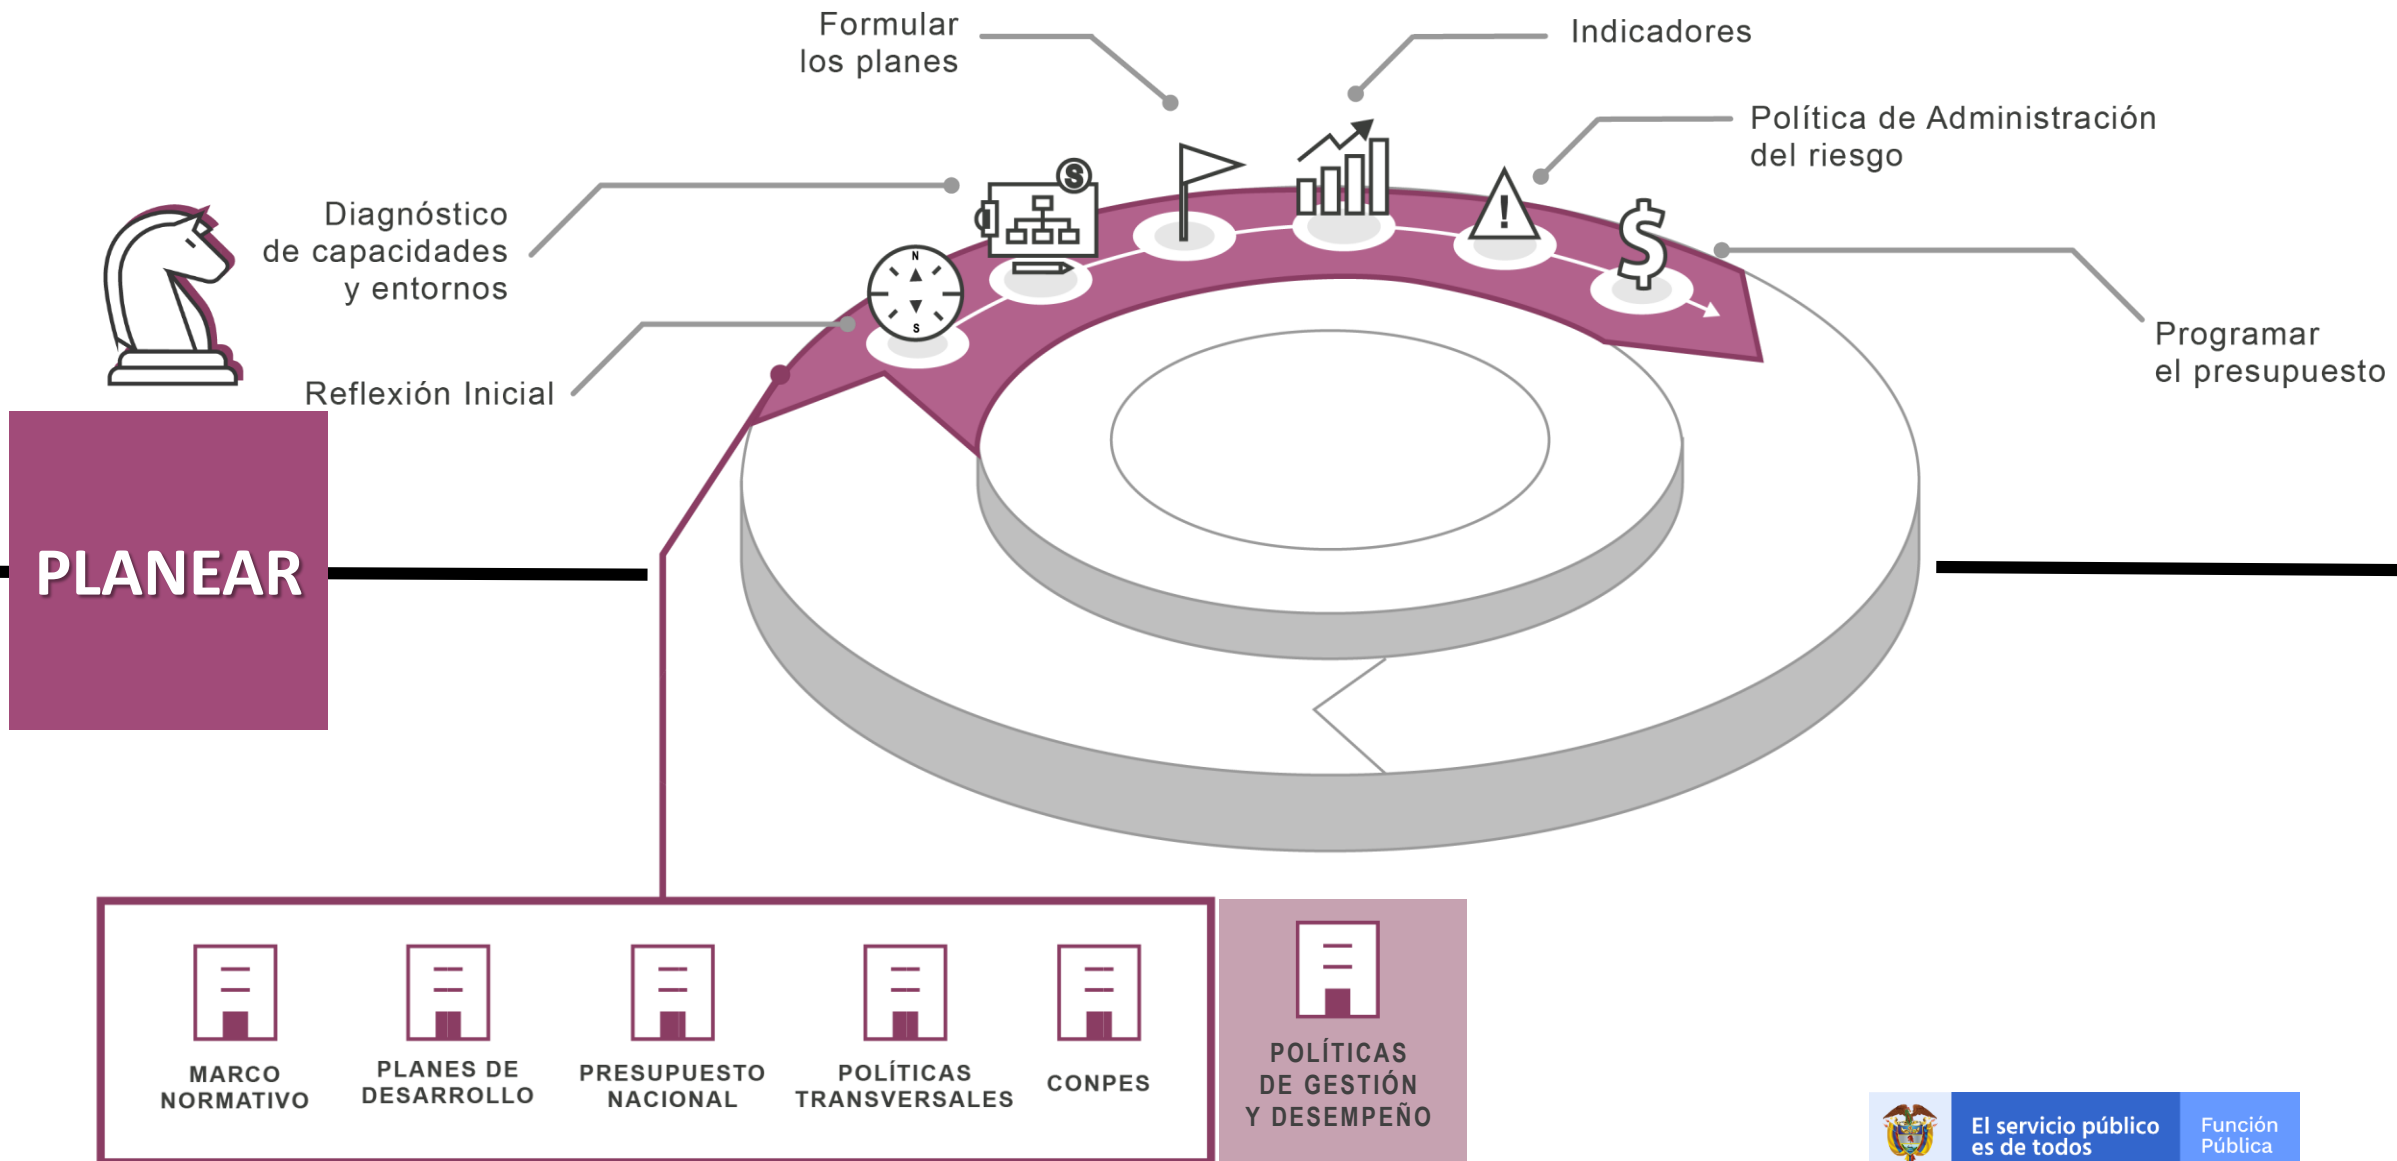 Formular
los planes
Indicadores
Política de Administración
del riesgo
Diagnóstico
de capacidades
y entornos
Reflexión Inicial
Programar
el presupuesto
$
!
N
S
$
PLANEAR
MARCO
NORMATIVO
PLANES DE
DESARROLLO
PRESUPUESTO
NACIONAL
POLÍTICAS
TRANSVERSALES
CONPES
POLÍTICAS
DE GESTIÓN
Y DESEMPEÑO
El servicio público
es de todos
Función
Pública